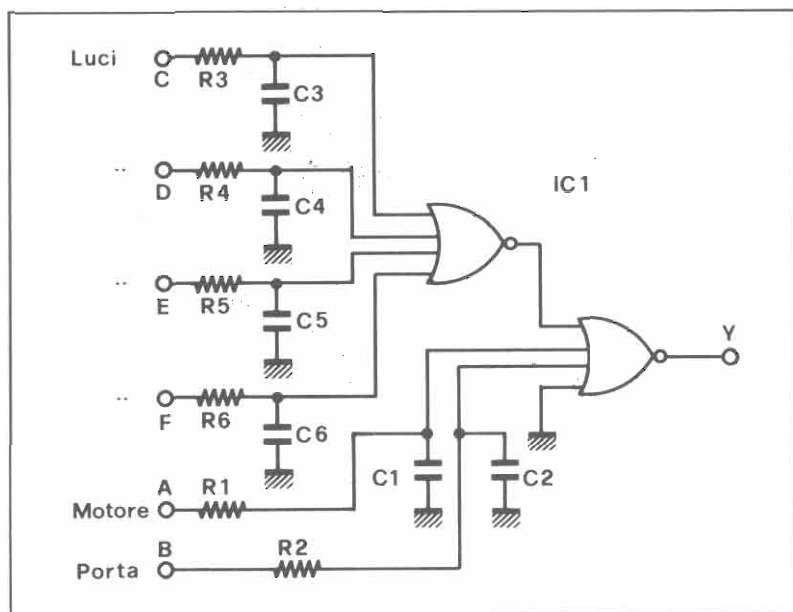 Luci
C
R3
C3
..
D
R4
C4
IC1
..
E
R5
C5
Y
..
F
R6
C6
A
R1
Motore
C1
C2
B
R2
Porta